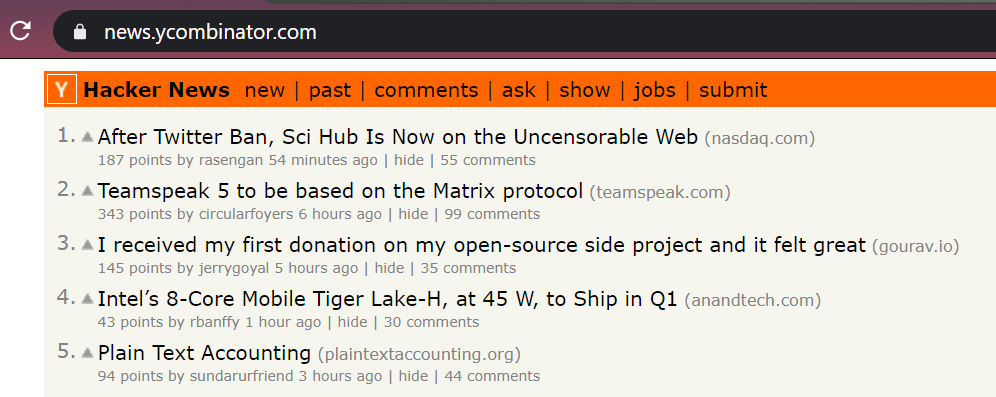 news.ycombinator.com
Y Hacker News new | past | comments | ask | show | jobs | submit
1. After Twitter Ban, Sci Hub Is Now on the Uncensorable Web (nasdaq.com)
187 points by rasengan 54 minutes ago | hide | 55 comments
2. Teamspeak 5 to be based on the Matrix protocol (teamspeak.com)
343 points by circularfoyers 6 hours ago | hide | 99 comments
3. I received my first donation on my open-source side project and it felt great (gourav.io)
145 points by jerrygoyal 5 hours ago | hide | 35 comments
4. Intel’s 8-Core Mobile Tiger Lake-H, at 45 W, to Ship in Q1 (anandtech.com)
43 points by rbanffy 1 hour ago | hide | 30 comments
5. Plain Text Accounting (plaintextaccounting.org)
94 points by sundarurfriend 3 hours ago | hide | 44 comments